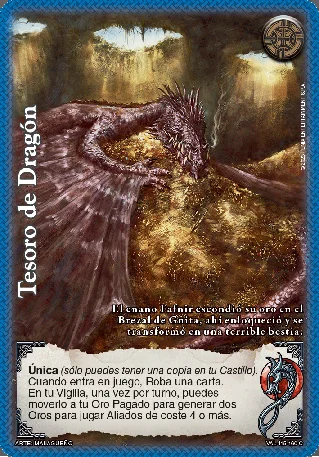 Tesoro de Dragón
El enano Fafnir escondió su oro en el
Brezal de Gnita, ahí enloqueció y se
transformó en una terrible bestia.
Única (sólo puedes tener una copia en tu Castillo).
Cuando entra en juego, Roba una carta.
En tu Vigilia, una vez por turno, puedes
moverlo a tu Oro Pagado para generar dos
Oros para jugar Aliados de coste 4 o más.